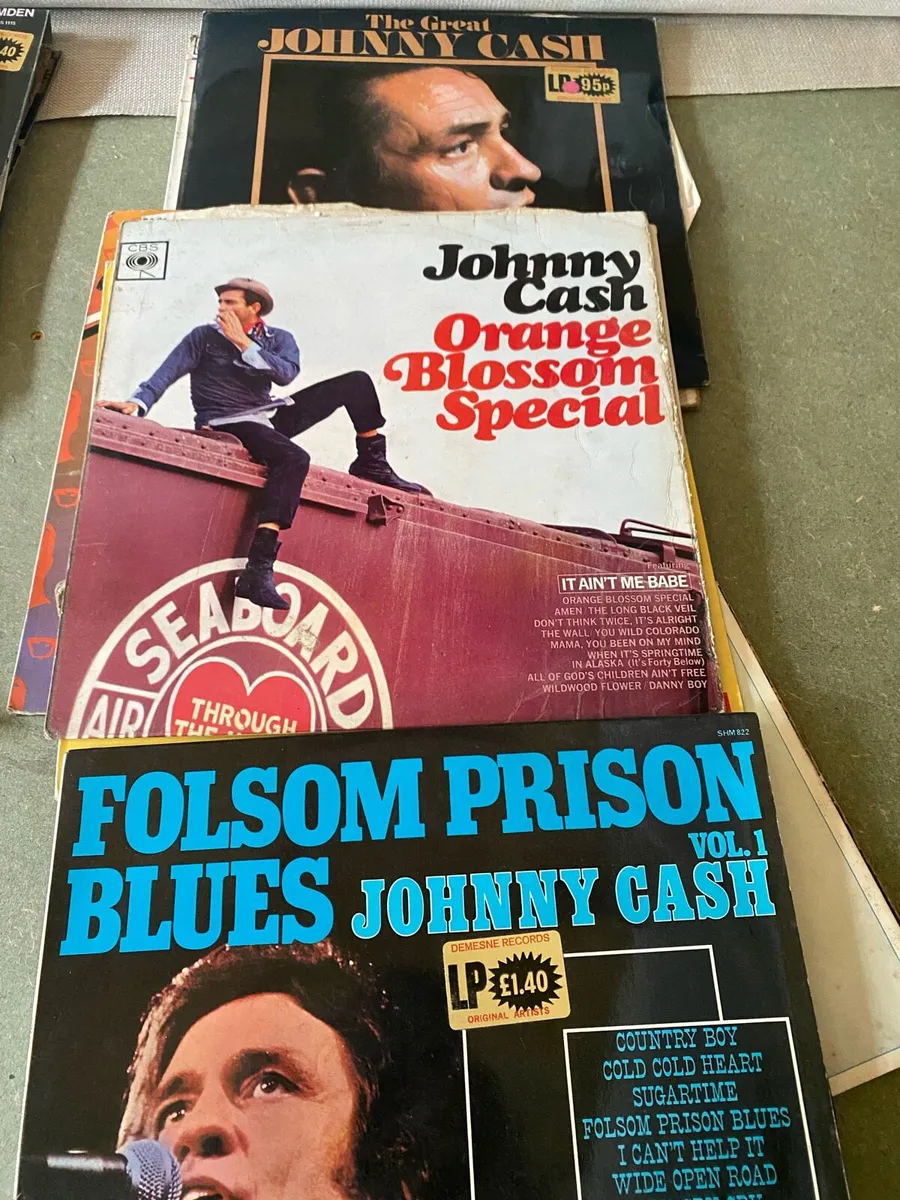 MDEN
40
The Great
JOHNNY CASH
LP 95p
CBS
Johnny
Cash
Orange
Blossom
Special
Featuring
IT AIN'T ME BABE
ORANGE BLOSSOM SPECIAL
AMEN/THE LONG BLACK VEIL
DON'T THINK TWICE, IT'S ALRIGHT
THE WALL/YOU WILD COLORADO
MAMA, YOU BEEN ON MY MIND
WHEN IT'S SPRINGTIME
IN ALASKA (It's Forty Below)
ALL OF GOD'S CHILDREN AIN'T FREE
WILDWOOD FLOWER/DANNY BOY
SEABOARD
AIR
THROUGH
SHM 822
FOLSOM PRISON
BLUES
VOL. 1
JOHNNY CASH
DEMESNE RECORDS
LP £1.40
ORIGINAL ARTISTS
COUNTRY BOY
COLD COLD HEART
SUGARTIME
FOLSOM PRISON BLUES
I CAN'T HELP IT
WIDE OPEN ROAD